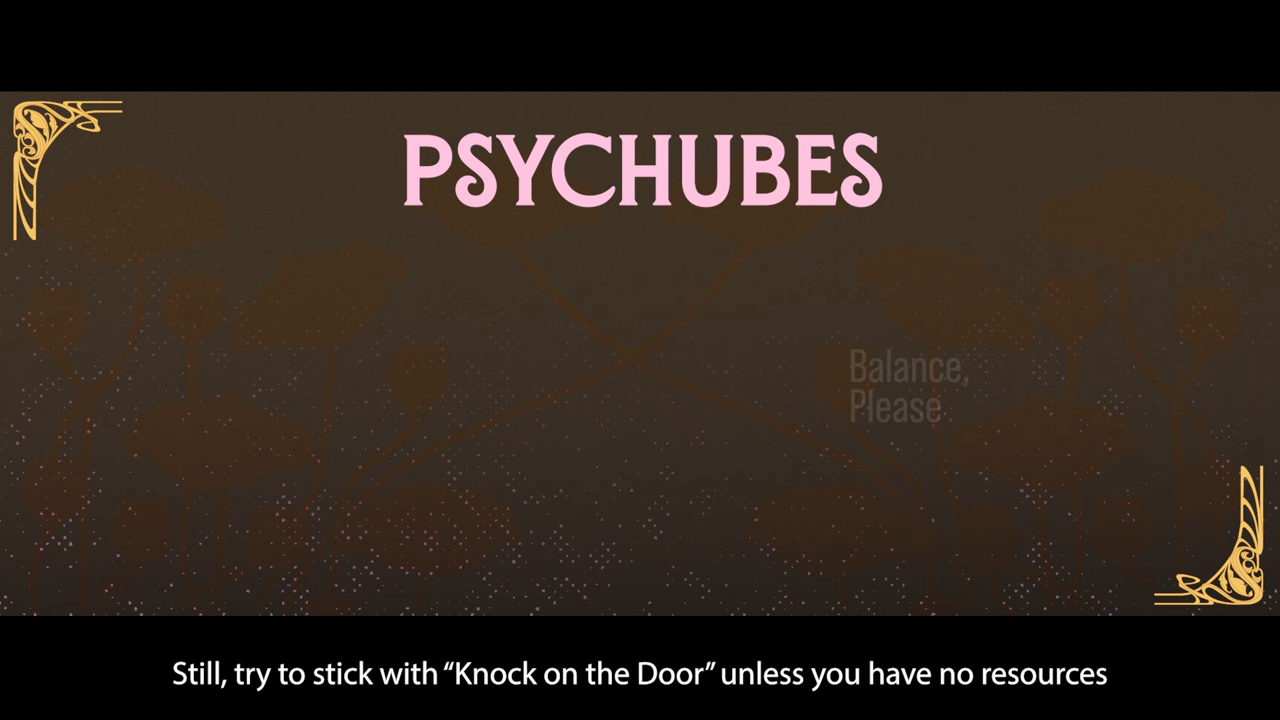 PSYCHUBES
Balance,
Please
Still, try to stick with “Knock on the Door” unless you have no resources